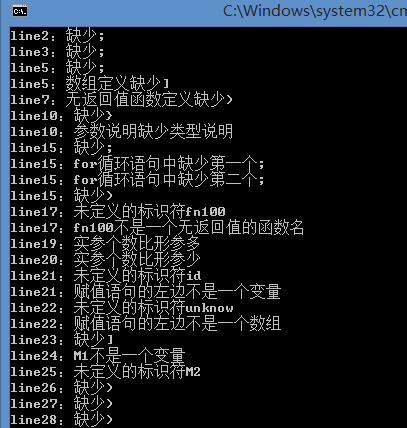 C:\Windows\system32\cm
line2：缺少;
line3：缺少;
line5：缺少;
line5：数组定义缺少]
line7：无返回值函数定义缺少)
line10：缺少)
line10：参数说明缺少类型说明
line15：缺少;
line15：for循环语句中缺少第一个;
line15：for循环语句中缺少第二个;
line15：缺少)
line17：未定义的标识符fn100
line17：fn100不是一个无返回值的函数名
line19：实参个数比形参多
line20：实参个数比形参少
line21：未定义的标识符id
line21：赋值语句的左边不是一个变量
line22：未定义的标识符unknow
line22：赋值语句的左边不是一个数组
line23：缺少]
line24：M1不是一个变量
line25：未定义的标识符M2
line26：缺少)
line27：缺少)
line28：缺少)